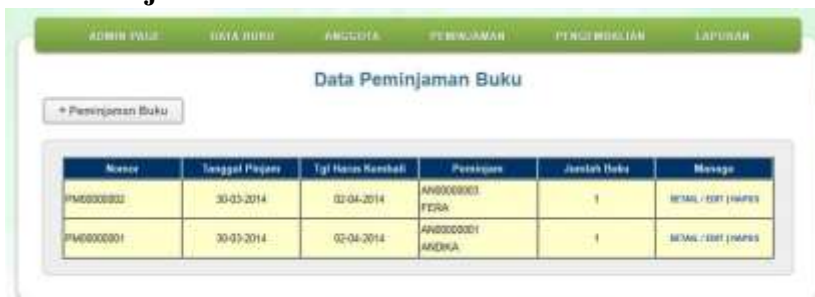 ADMIN PAGE DATA BUKU ANGGOTA PEMINJAMAN PENGEMBALIAN LAPORAN
Data Peminjaman Buku
+ Peminjaman Buku
Nomor Tanggal Pinjam Tgl Harus Kembali Peminjam Jumlah Buku Manage
PM00000002 30-03-2014 02-04-2014 AN00000003 FERA 1 DETAIL / EDIT | HAPUS
PM00000001 30-03-2014 02-04-2014 AN00000001 ANDIKA 1 DETAIL / EDIT | HAPUS